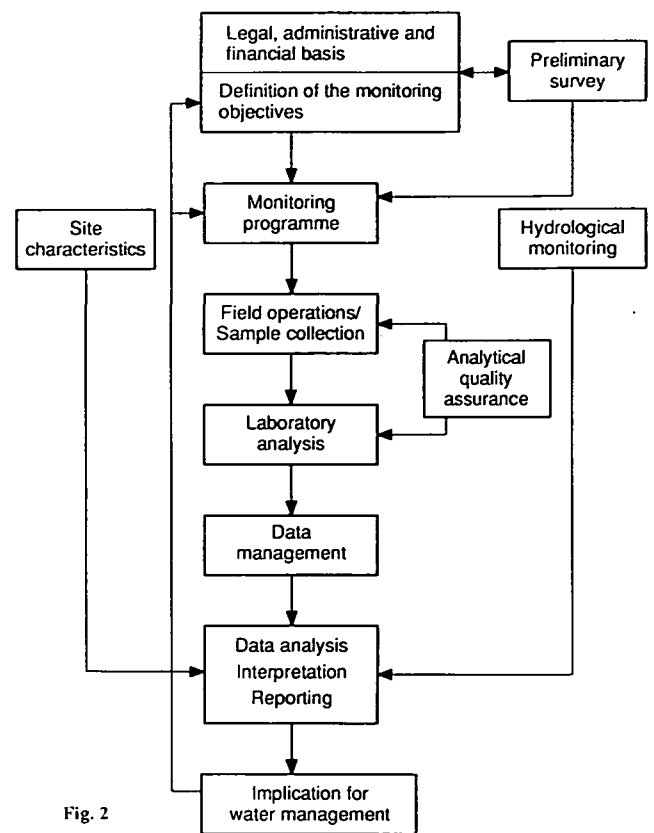 Legal, administrative and
financial basis
Definition of the monitoring
objectives
Preliminary
survey
Monitoring
programme
Site
characteristics
Hydrological
monitoring
Field operations/
Sample collection
Analytical
quality
assurance
Laboratory
analysis
Data
management
Data analysis
Interpretation
Reporting
Implication for
water management
Fig. 2